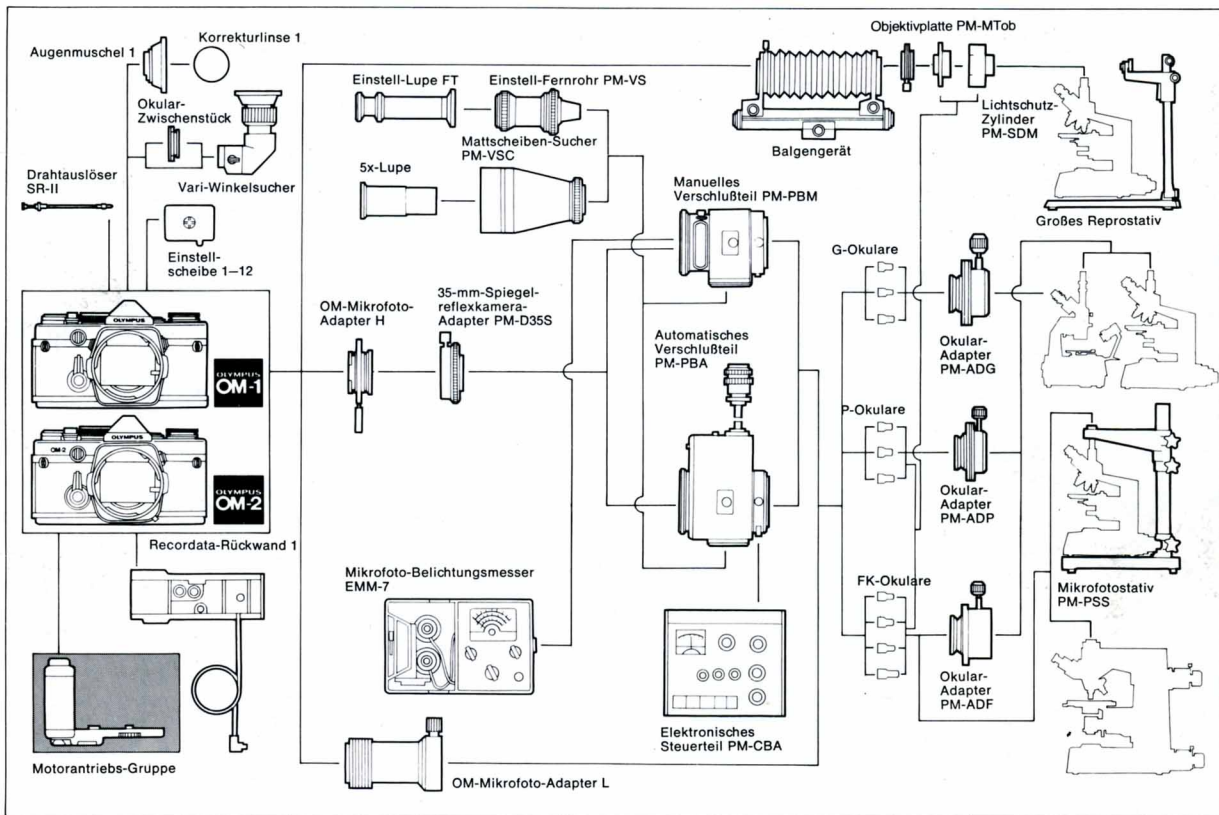 Augenmuschel 1
Korrekturlinse 1
Okular-
Zwischenstück
Vari-Winkelsucher
Drahtauslöser
SR-II
Einstell-
scheibe 1—12
OLYMPUS
OLYMPUS
OM-1
OLYMPUS
OM-2
OLYMPUS
OM-2
Recordata-Rückwand 1
Motorantriebs-Gruppe
Einstell-Lupe FT
Einstell-Fernrohr PM-VS
Mattscheiben-Sucher
PM-VSC
5x-Lupe
OM-Mikrofoto-
Adapter H
35-mm-Spiegel-
reflexkamera-
Adapter PM-D35S
Mikrofoto-Belichtungsmesser
EMM-7
OM-Mikrofoto-Adapter L
Objektivplatte PM-MTob
Balgengerät
Lichtschutz-
Zylinder
PM-SDM
Großes Reprostativ
Manuelles
Verschlußteil PM-PBM
Automatisches
Verschlußteil
PM-PBA
Elektronisches
Steuerteil PM-CBA
G-Okulare
Okular-
Adapter
PM-ADG
P-Okulare
Okular-
Adapter
PM-ADP
FK-Okulare
Okular-
Adapter
PM-ADF
Mikrofotostativ
PM-PSS